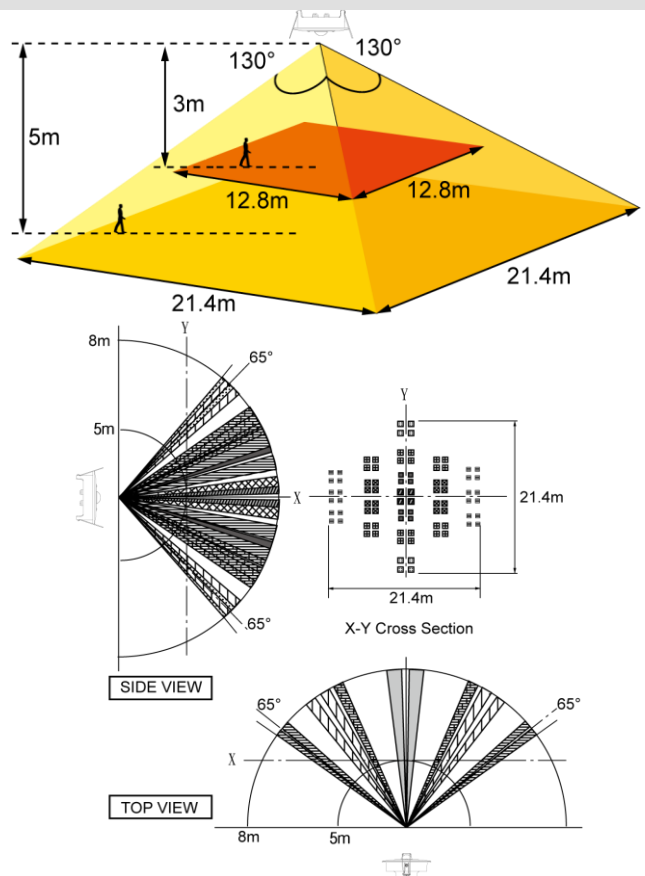 130°
130°
3m
5m
12.8m
12.8m
21.4m
21.4m
Y
8m
65°
5m
X
65°
Y
21.4m
21.4m
X-Y Cross Section
SIDE VIEW
65°
65°
X
TOP VIEW
8m
5m